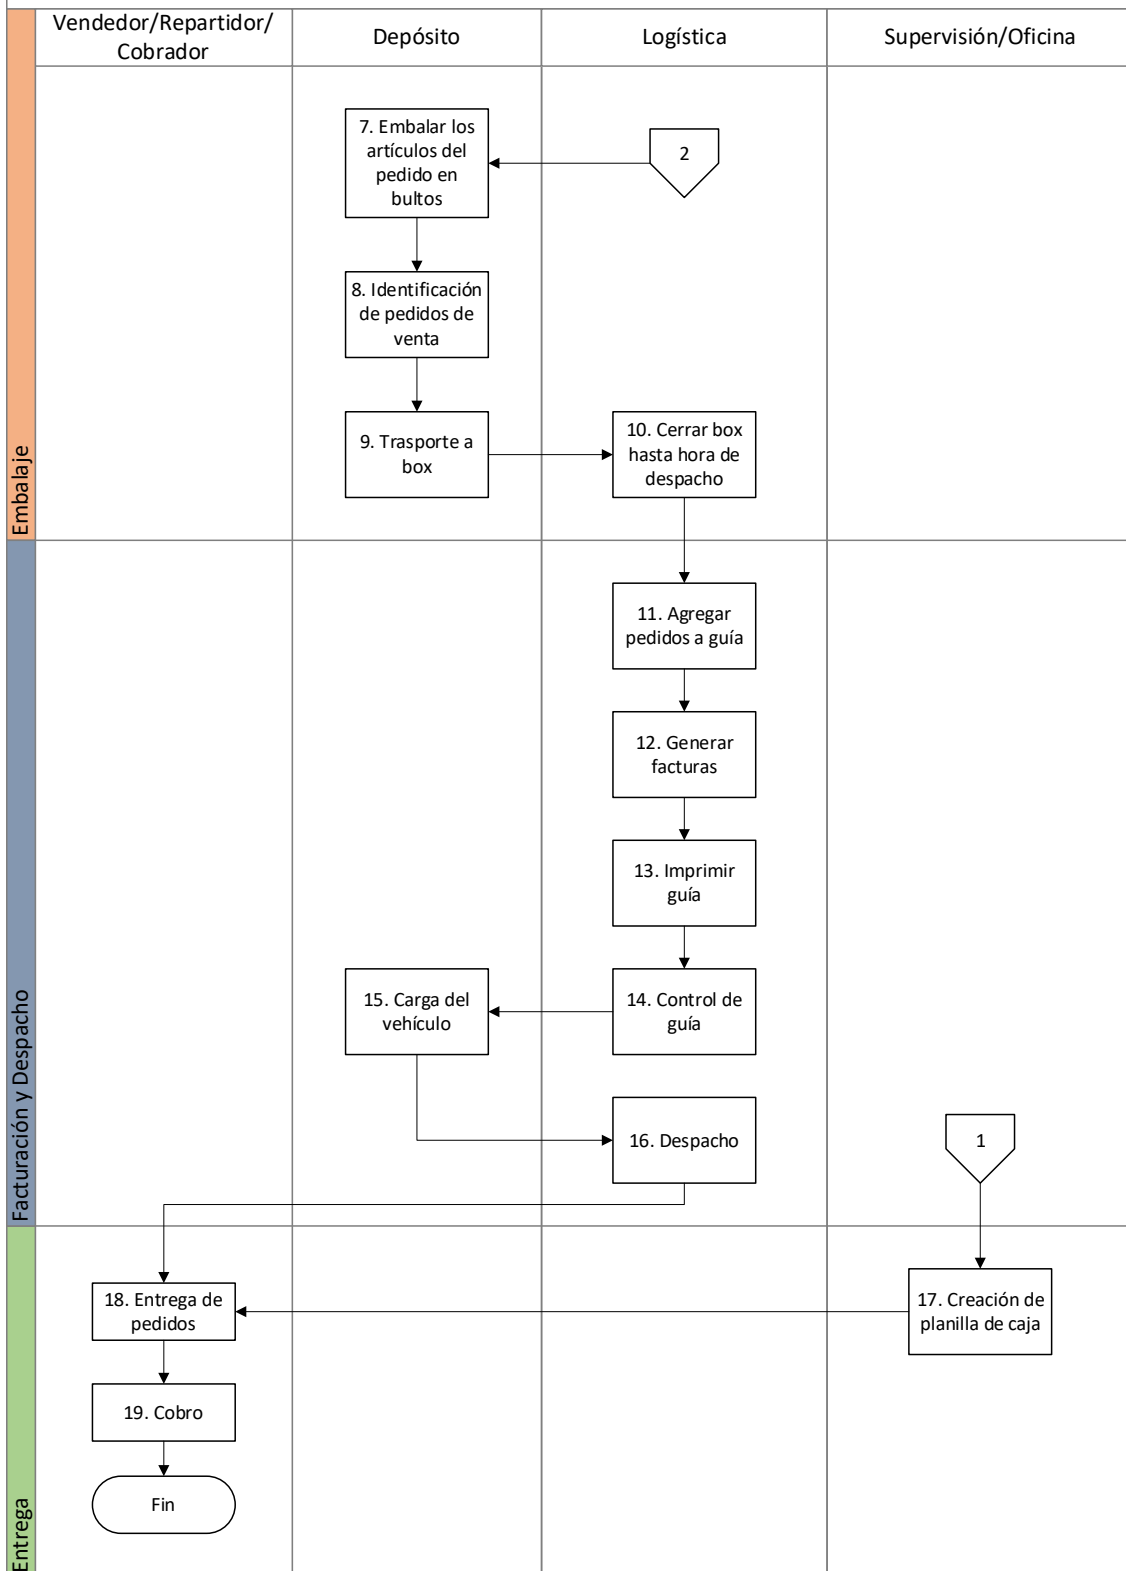 Vendedor/Repartidor/
Cobrador
Depósito
Logística
Supervisión/Oficina
Embalaje
7. Embalar los
artículos del
pedido en
bultos
2
8. Identificación
de pedidos de
venta
9. Trasporte a
box
10. Cerrar box
hasta hora de
despacho
Facturación y Despacho
11. Agregar
pedidos a guía
12. Generar
facturas
13. Imprimir
guía
15. Carga del
vehículo
14. Control de
guía
16. Despacho
1
Entrega
18. Entrega de
pedidos
17. Creación de
planilla de caja
19. Cobro
Fin